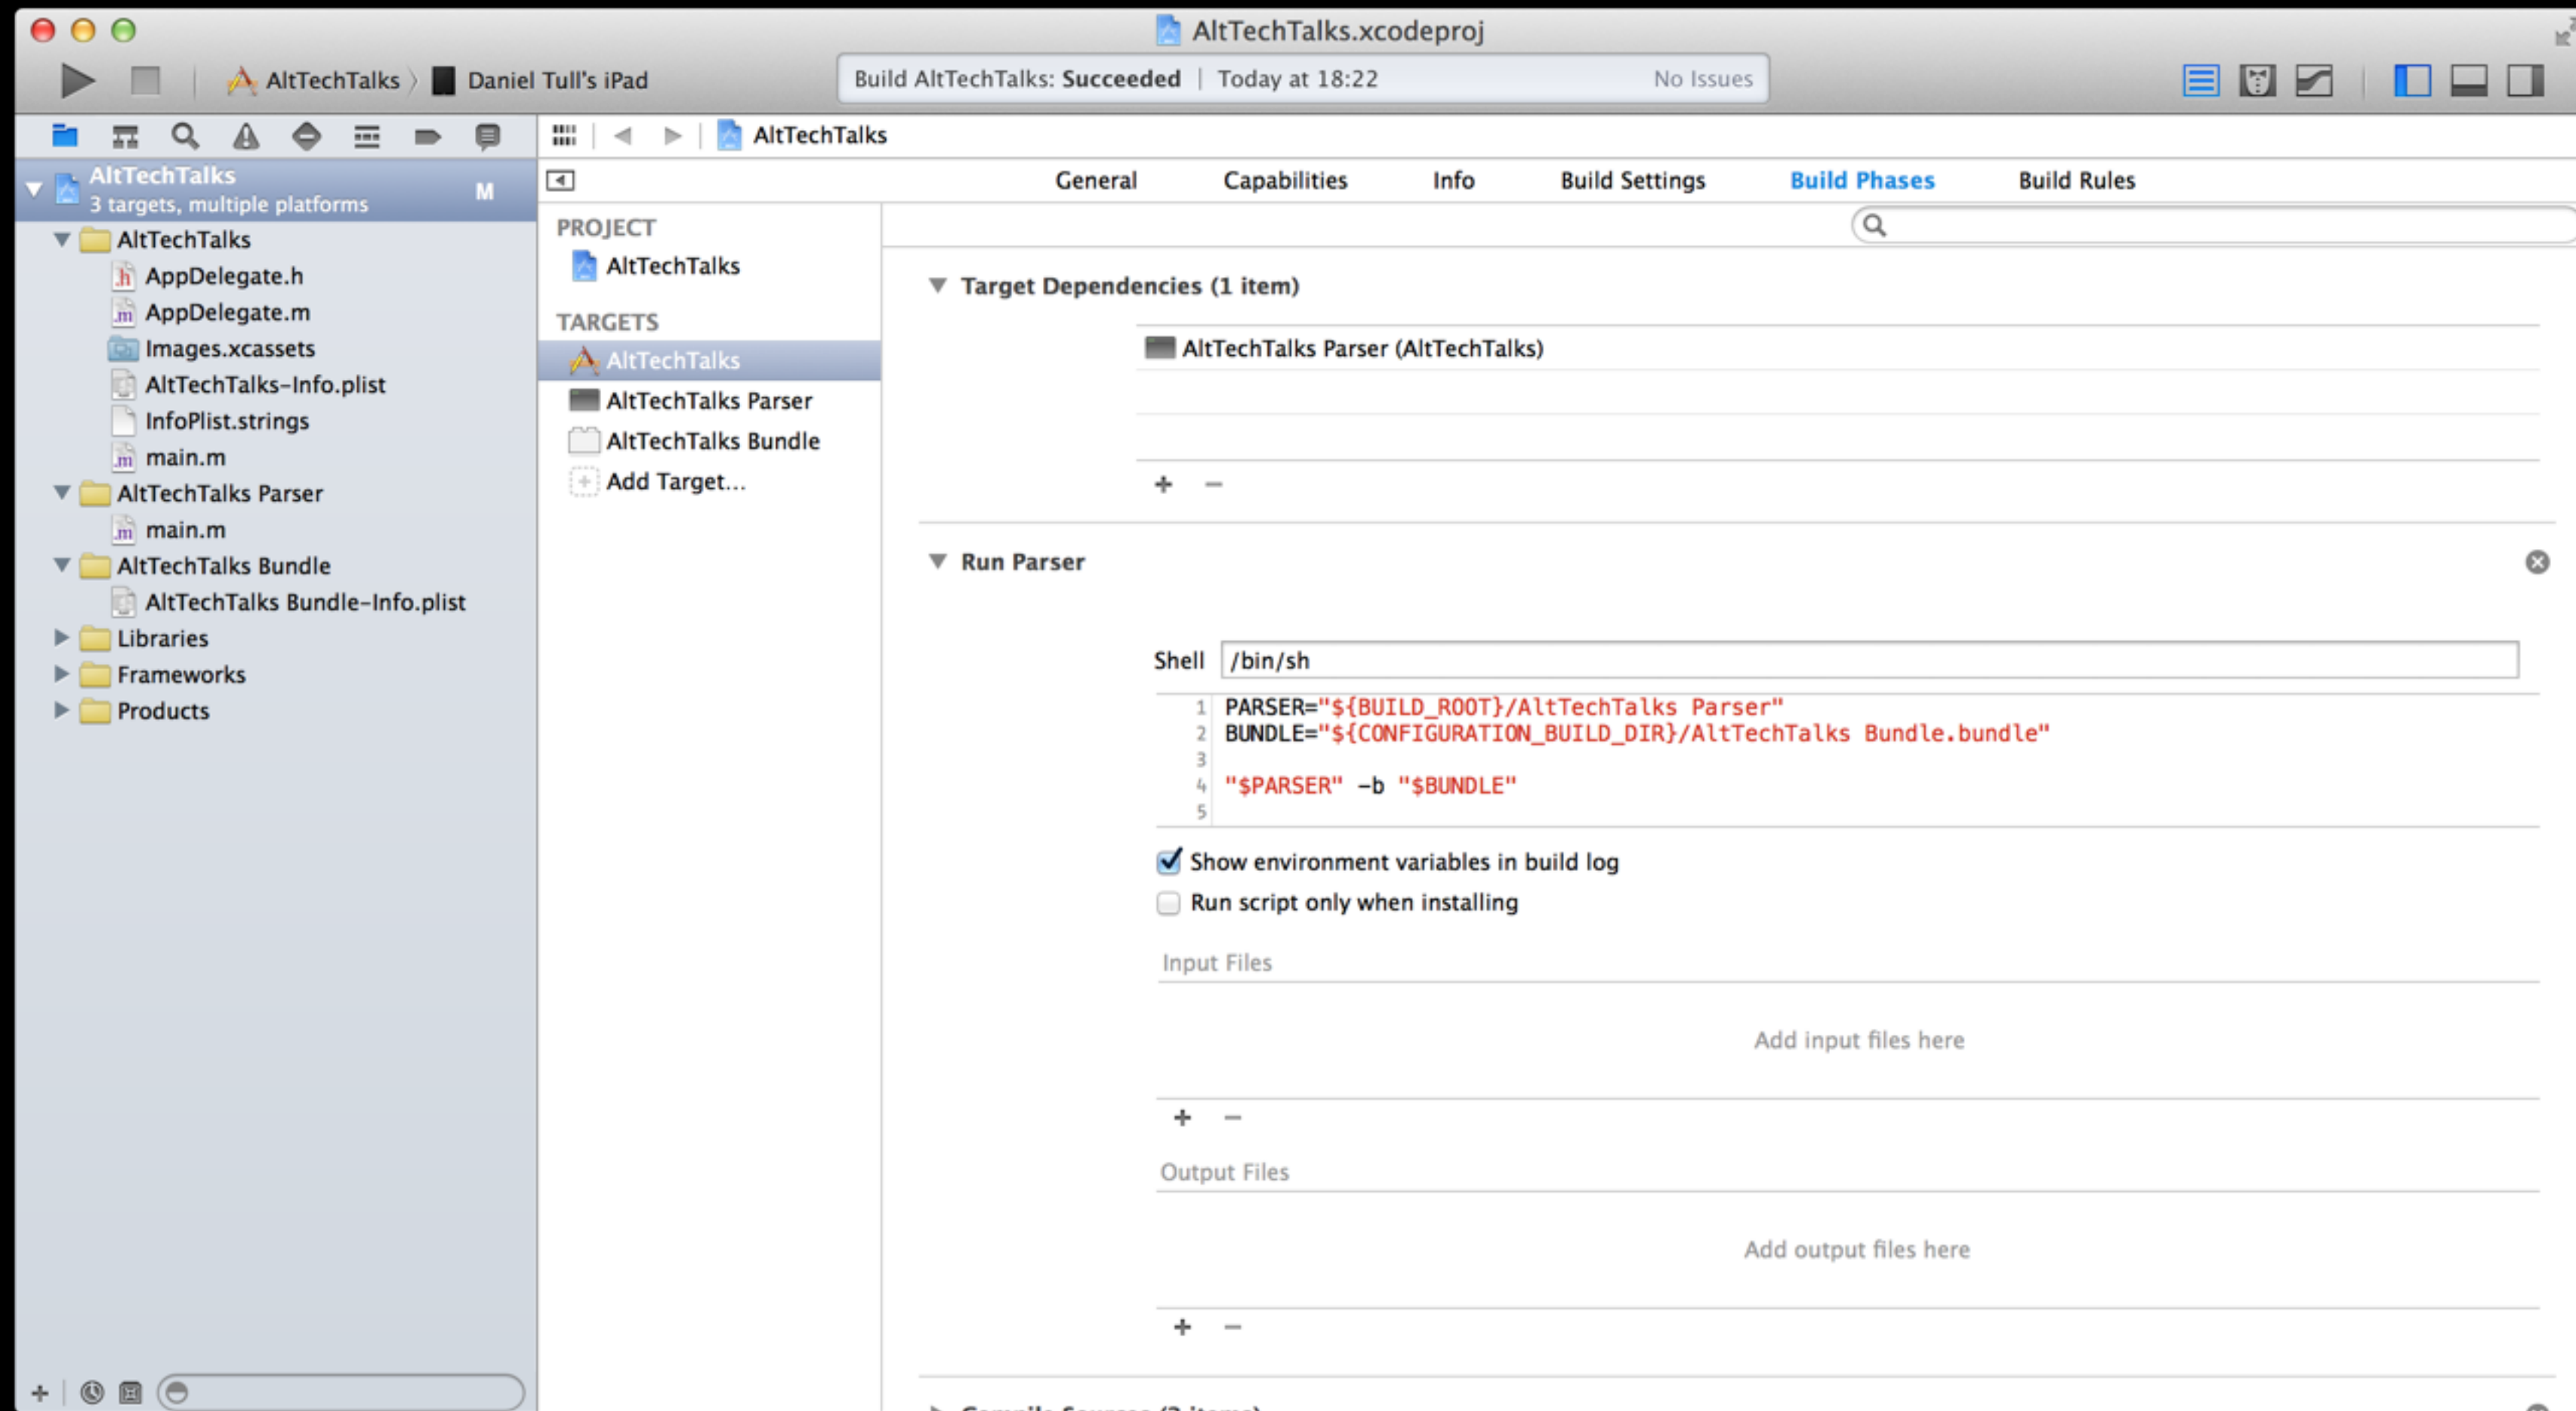 AltTechTalks.xcodeproj
AltTechTalks Daniel Tull's iPad
Build AltTechTalks: Succeeded | Today at 18:22 No Issues
AltTechTalks
3 targets, multiple platforms
M
AltTechTalks
AppDelegate.h
AppDelegate.m
Images.xcassets
AltTechTalks-Info.plist
InfoPlist.strings
main.m
AltTechTalks Parser
main.m
AltTechTalks Bundle
AltTechTalks Bundle-Info.plist
Libraries
Frameworks
Products
AltTechTalks
General Capabilities Info Build Settings Build Phases Build Rules
PROJECT
AltTechTalks
TARGETS
AltTechTalks
AltTechTalks Parser
AltTechTalks Bundle
Add Target...
Target Dependencies (1 item)
AltTechTalks Parser (AltTechTalks)
Run Parser
Shell /bin/sh
1 PARSER="${BUILD_ROOT}/AltTechTalks Parser"
2 BUNDLE="${CONFIGURATION_BUILD_DIR}/AltTechTalks Bundle.bundle"
3
4 "$PARSER" -b "$BUNDLE"
5
Show environment variables in build log
Run script only when installing
Input Files
Add input files here
Output Files
Add output files here